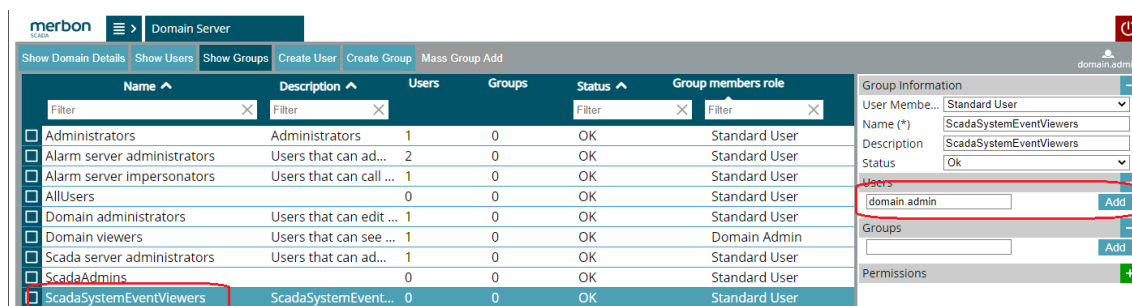 merbon
SCADA
Domain Server
Show Domain Details Show Users Show Groups Create User Create Group Mass Group Add
domain.admi
Name Description Users Groups Status Group members role
Filter Filter Filter Filter
Administrators Administrators 1 0 OK Standard User
Alarm server administrators Users that can ad... 2 0 OK Standard User
Alarm server impersonators Users that can call ... 1 0 OK Standard User
AllUsers 0 0 OK Standard User
Domain administrators Users that can edit ... 1 0 OK Standard User
Domain viewers Users that can see ... 1 0 OK Domain Admin
Scada server administrators Users that can ad... 1 0 OK Standard User
ScadaAdmins 0 0 OK Standard User
ScadaSystemEventViewers ScadaSystemEvent... 0 0 OK Standard User
Group Information
User Membe... Standard User
Name (*) ScadaSystemEventViewers
Description ScadaSystemEventViewers
Status Ok
Users
domain.admin Add
Groups
Add
Permissions